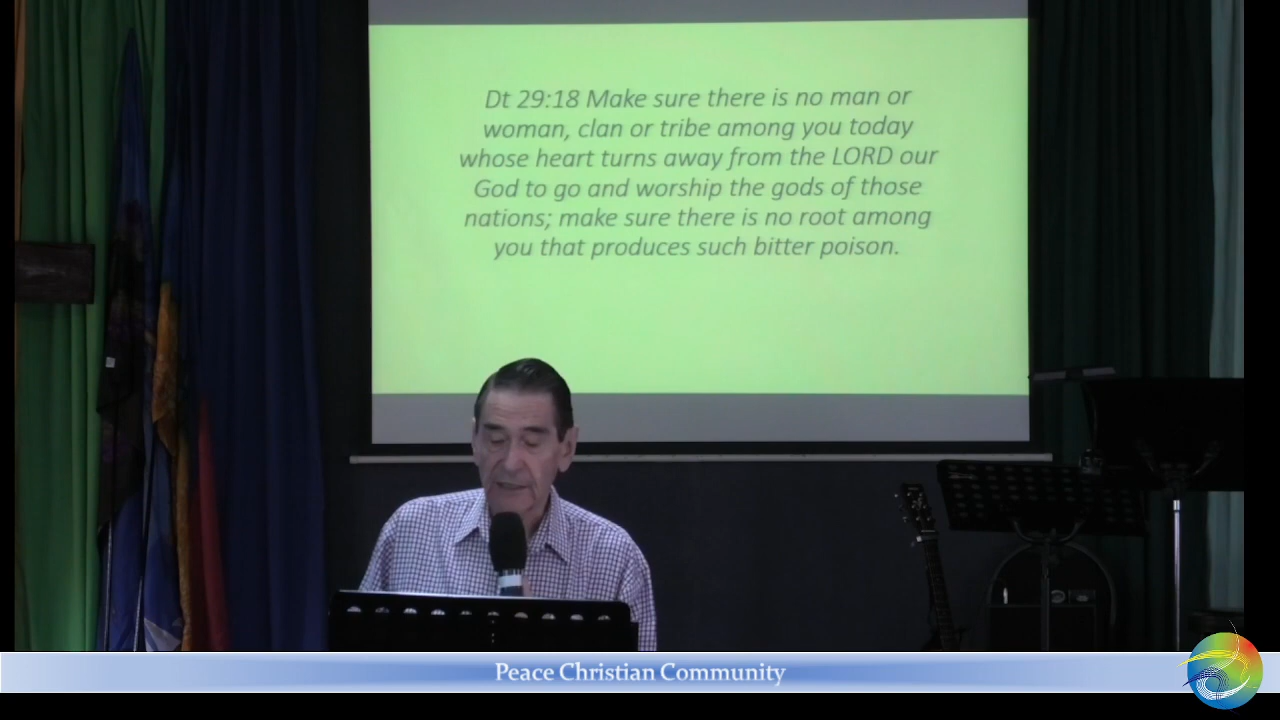 Dt 29:18 Make sure there is no man or
woman, clan or tribe among you today
whose heart turns away from the LORD our
God to go and worship the gods of those
nations; make sure there is no root among
you that produces such bitter poison.
Peace Christian Community